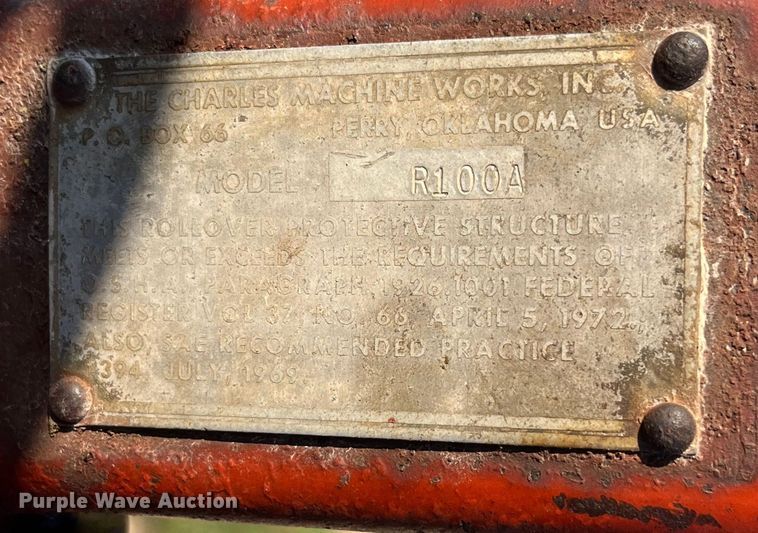 THE CHARLES MACHINE WORKS, INC.
P. O. BOX 66 PERRY, OKLAHOMA, USA
MODEL R100A
THIS ROLLOVER PROTECTIVE STRUCTURE
MEETS OR EXCEEDS THE REQUIREMENTS OF
O.S.H.A. PARAGRAPH 1926.1001 FEDERAL
REGISTER VOL 37, NO. 66, APRIL 5, 1972.
ALSO, SAE RECOMMENDED PRACTICE
J394 JULY, 1969.
Purple Wave Auction